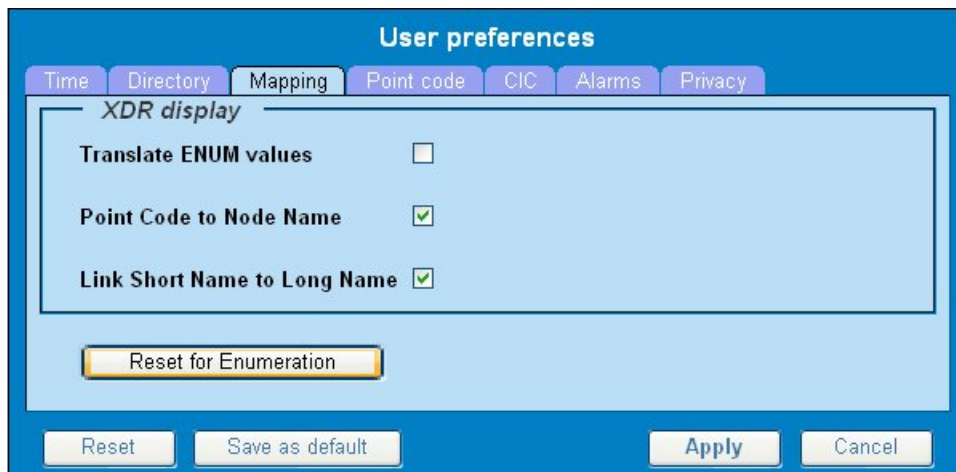 User preferences
Time Directory Mapping Point code CIC Alarms Privacy
XDR display
Translate ENUM values
Point Code to Node Name
Link Short Name to Long Name
Reset for Enumeration
Reset Save as default Apply Cancel